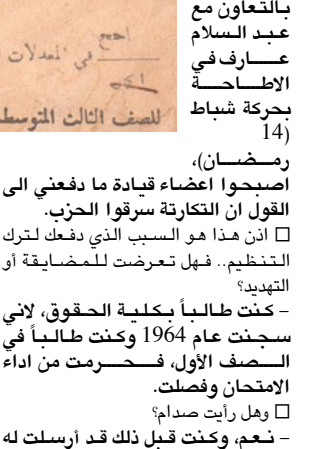 بالتعاون مع
عبد السلام
عارف في
الاطاحة
بحركة شباط
(14
رمضان)،
اصبحوا اعضاء قيادة ما دفعني الى
القول ان التكارتة سرقوا الحزب.
□ اذن هذا هو السبب الذي دفعك لترك
التنظيم.. فهل تعرضت للمضايقة أو
التهديد؟
– كنت طالباً بكلية الحقوق، لاني
سجنت عام 1964 وكنت طالباً في
الصف الأول، فحرمت من اداء
الامتحان وفصلت.
□ وهل رأيت صدام؟
– نعم، وكنت قبل ذلك قد أرسلت له
في المعدلات
للصف الثالث المتوسط